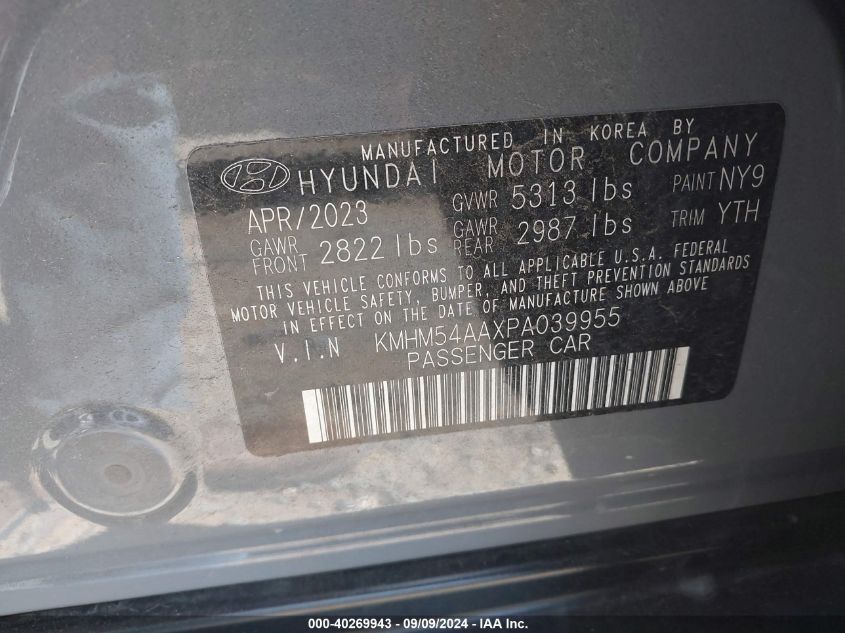 MANUFACTURED IN KOREA BY
HYUNDAI MOTOR COMPANY
APR/2023 GVWR 5313 lbs PAINT NY9
GAWR FRONT 2822 lbs GAWR REAR 2987 lbs TRIM YTH
THIS VEHICLE CONFORMS TO ALL APPLICABLE U.S.A. FEDERAL
MOTOR VEHICLE SAFETY, BUMPER, AND THEFT PREVENTION STANDARDS
IN EFFECT ON THE DATE OF MANUFACTURE SHOWN ABOVE
V.I.N KMHM54AAXPA039955
PASSENGER CAR
000-40269943 - 09/09/2024 - IAA Inc.